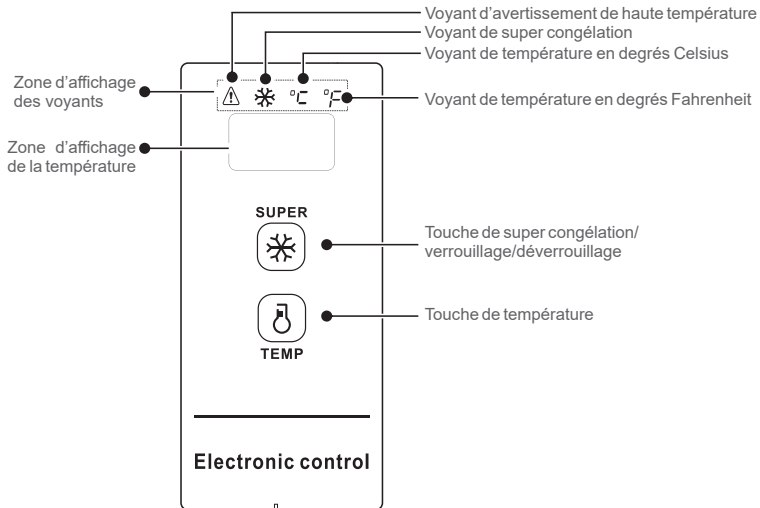 Voyant d'avertissement de haute température
Voyant de super congélation
Voyant de température en degrés Celsius
Voyant de température en degrés Fahrenheit
Zone d'affichage
des voyants
°C °F
Zone d'affichage
de la température
SUPER
Touche de super congélation/
verrouillage/déverrouillage
Touche de température
TEMP
Electronic control